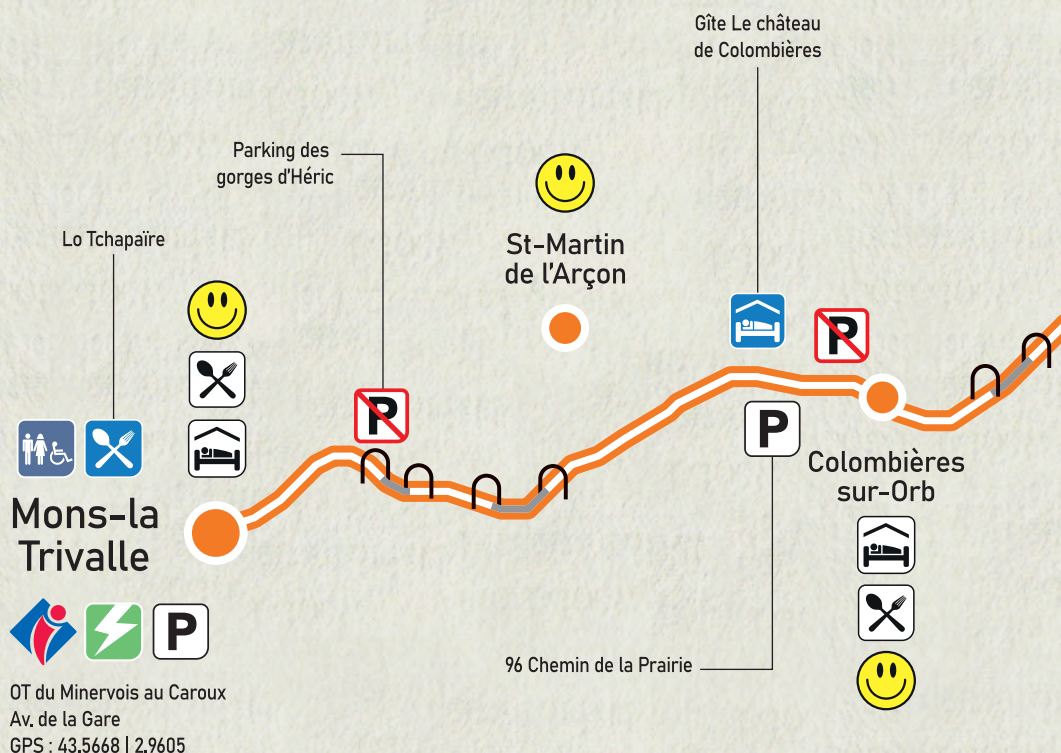 Gîte Le château
de Colombières
Parking des
gorges d'Héric
St-Martin
de l'Arçon
Lo Tchapaïre
P
P
P
Mons-la
Trivalle
Colombières
sur-Orb
P
96 Chemin de la Prairie
OT du Minervois au Caroux
Av. de la Gare
GPS : 43.5668 | 2.9605